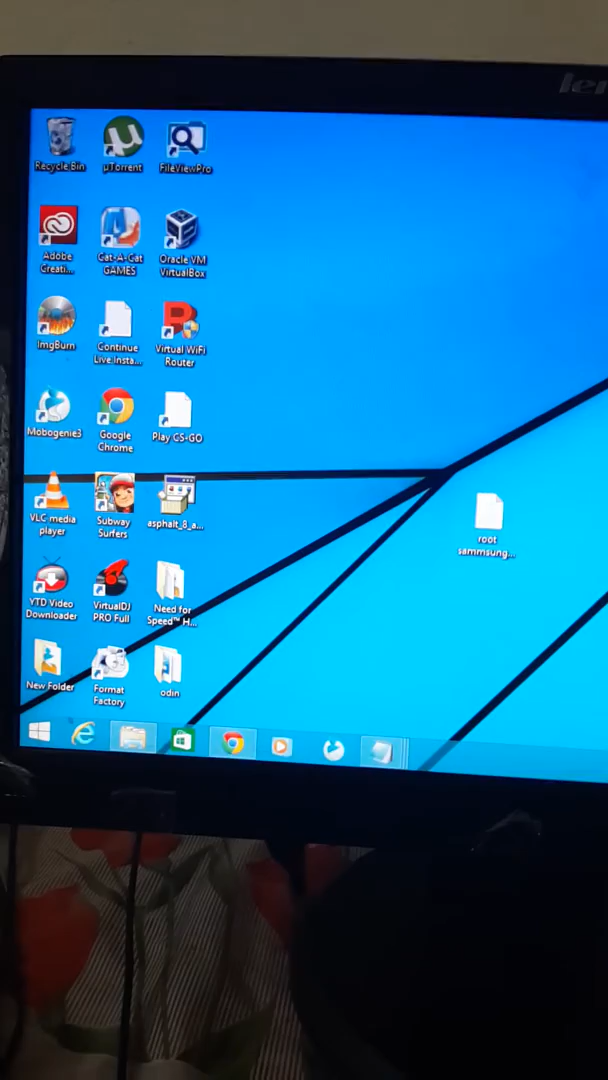 len
Recycle Bin
µTorrent
FileViewPro
Adobe
Creati...
Cat-A-Cat
GAMES
Oracle VM
VirtualBox
ImgBurn
Continue
Live Insta...
Virtual WiFi
Router
Mobogenie3
Google
Chrome
Play CS-GO
VLC media
player
Subway
Surfers
asphalt_8_a...
root
sammsung...
YTD Video
Downloader
VirtualDJ
PRO Full
Need for
Speed™ H...
New Folder
Format
Factory
odin